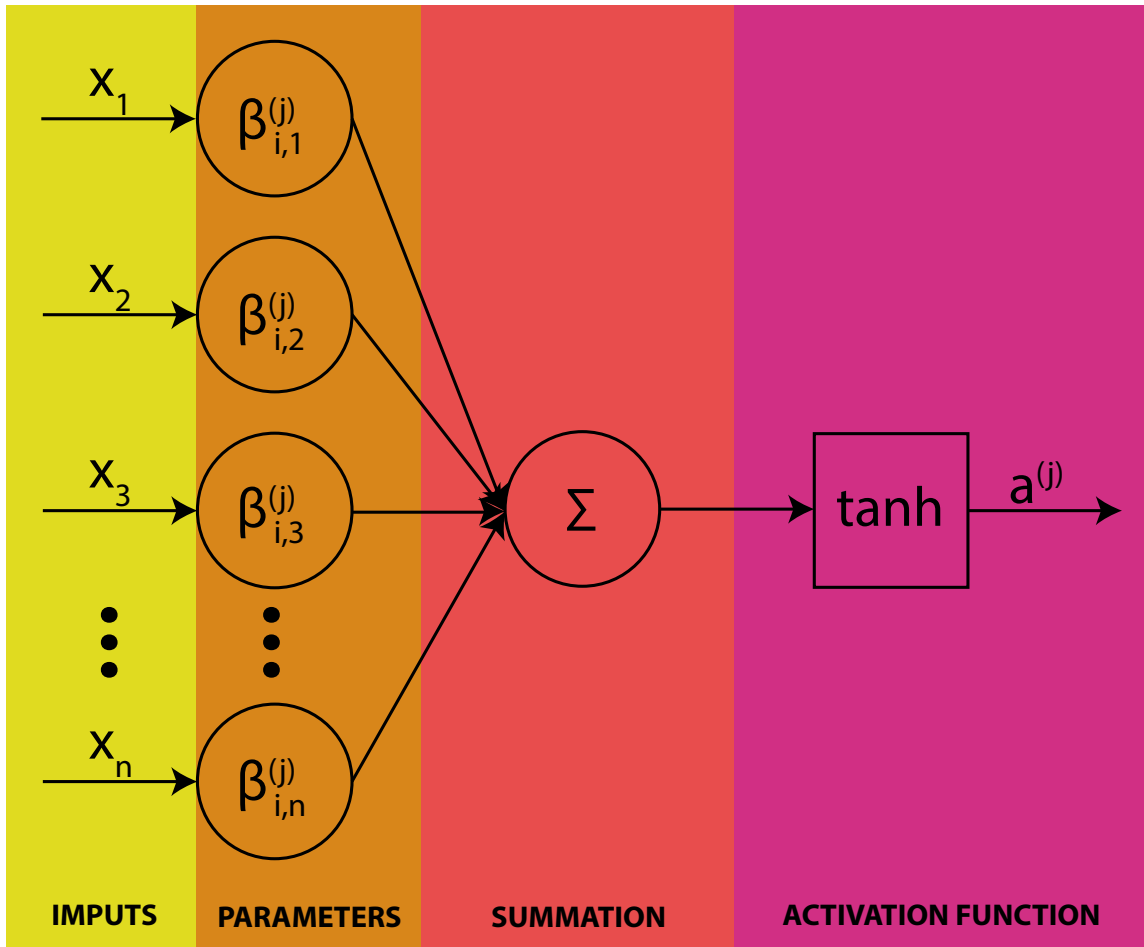 x₁
β⁽ʲ⁾ᵢ,₁
x₂
β⁽ʲ⁾ᵢ,₂
x₃
β⁽ʲ⁾ᵢ,₃
Σ
tanh
a⁽ʲ⁾
xₙ
β⁽ʲ⁾ᵢ,ₙ
IMPUTS
PARAMETERS
SUMMATION
ACTIVATION FUNCTION